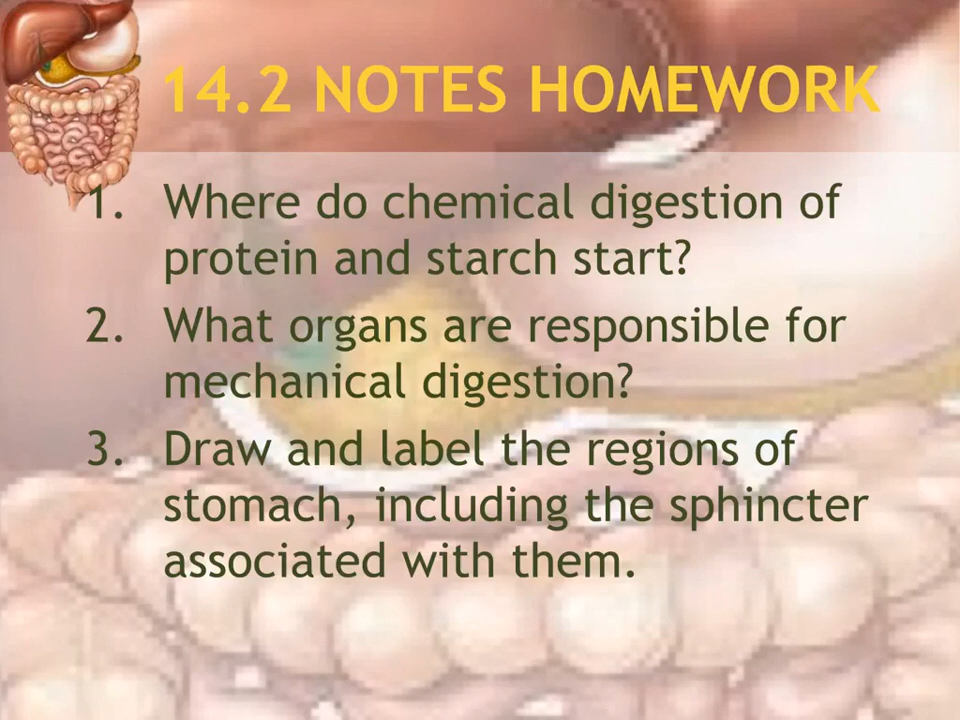 14.2 NOTES HOMEWORK
1. Where do chemical digestion of
protein and starch start?
2. What organs are responsible for
mechanical digestion?
3. Draw and label the regions of
stomach, including the sphincter
associated with them.